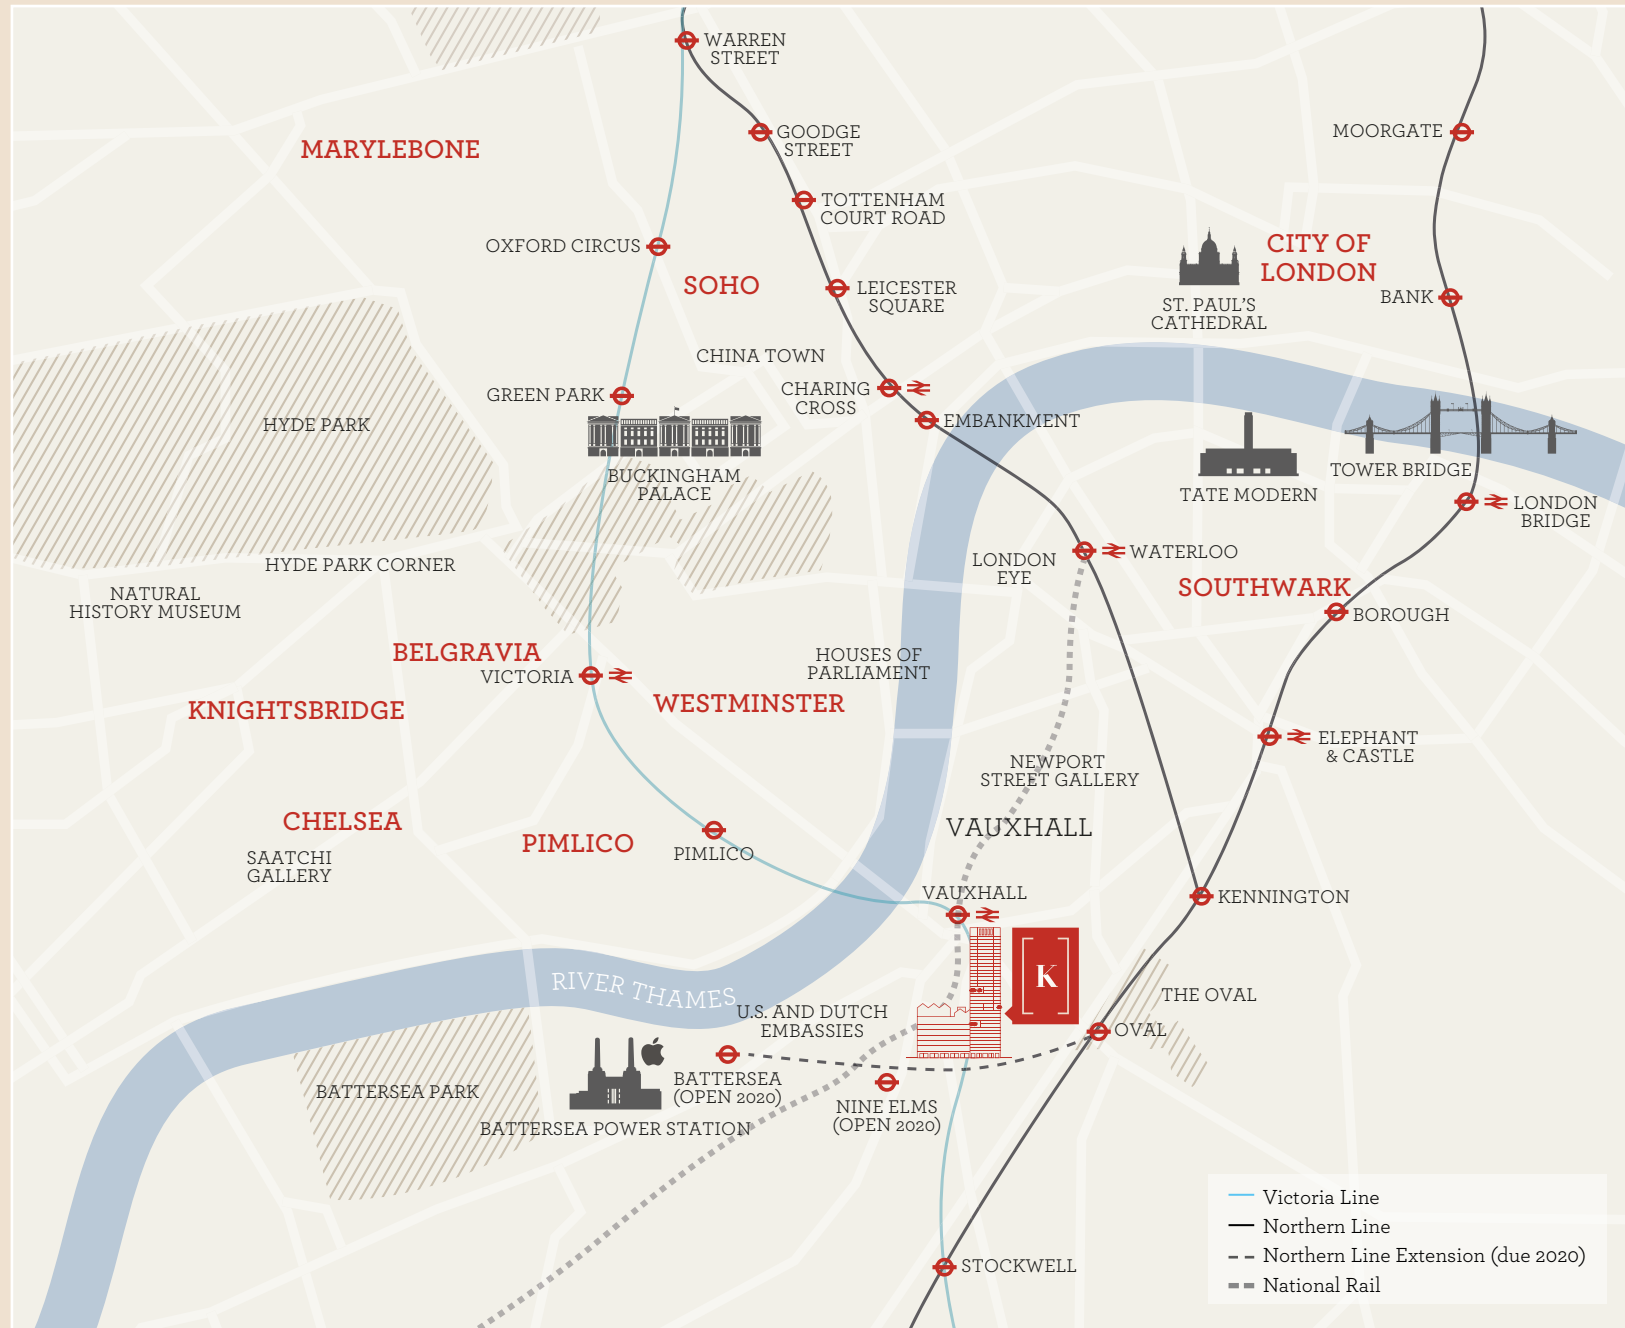 WARREN
STREET
GOODGE
STREET
MOORGATE
MARYLEBONE
TOTTENHAM
COURT ROAD
OXFORD CIRCUS
CITY OF
LONDON
SOHO
LEICESTER
SQUARE
ST. PAUL'S
CATHEDRAL
BANK
CHINA TOWN
GREEN PARK
CHARING
CROSS
HYDE PARK
EMBANKMENT
BUCKINGHAM
PALACE
TATE MODERN
TOWER BRIDGE
LONDON
BRIDGE
HYDE PARK CORNER
LONDON
EYE
WATERLOO
NATURAL
HISTORY MUSEUM
SOUTHWARK
BOROUGH
BELGRAVIA
VICTORIA
HOUSES OF
PARLIAMENT
KNIGHTSBRIDGE
WESTMINSTER
ELEPHANT
& CASTLE
NEWPORT
STREET GALLERY
CHELSEA
VAUXHALL
PIMLICO
PIMLICO
SAATCHI
GALLERY
VAUXHALL
KENNINGTON
K
RIVER THAMES
THE OVAL
U.S. AND DUTCH
EMBASSIES
OVAL
BATTERSEA PARK
BATTERSEA
(OPEN 2020)
NINE ELMS
(OPEN 2020)
BATTERSEA POWER STATION
STOCKWELL
Victoria Line
Northern Line
Northern Line Extension (due 2020)
National Rail